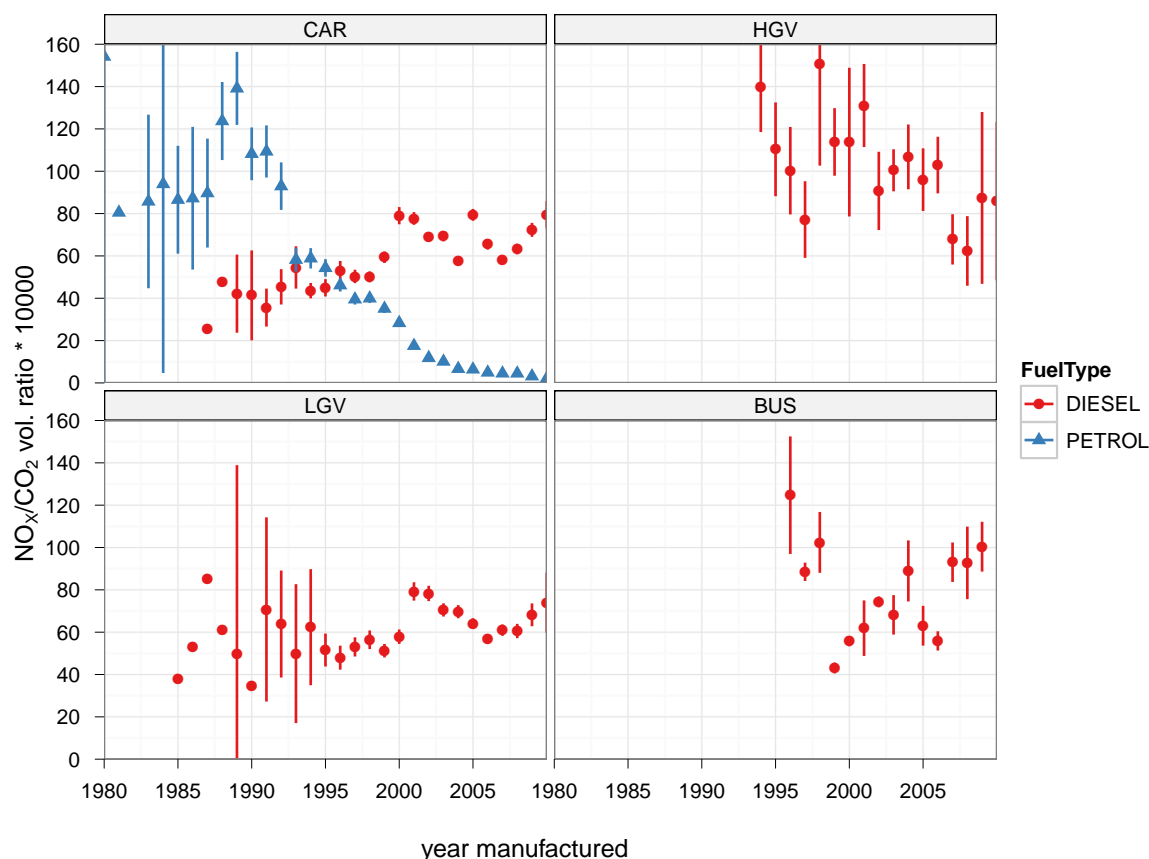 CAR
HGV
160
140
120
100
80
60
40
20
0
LGV
BUS
160
140
120
100
80
60
40
20
0
1980 1985 1990 1995 2000 2005 1980 1985 1990 1995 2000 2005
year manufactured
NOX/CO2 vol. ratio * 10000
FuelType
DIESEL
PETROL